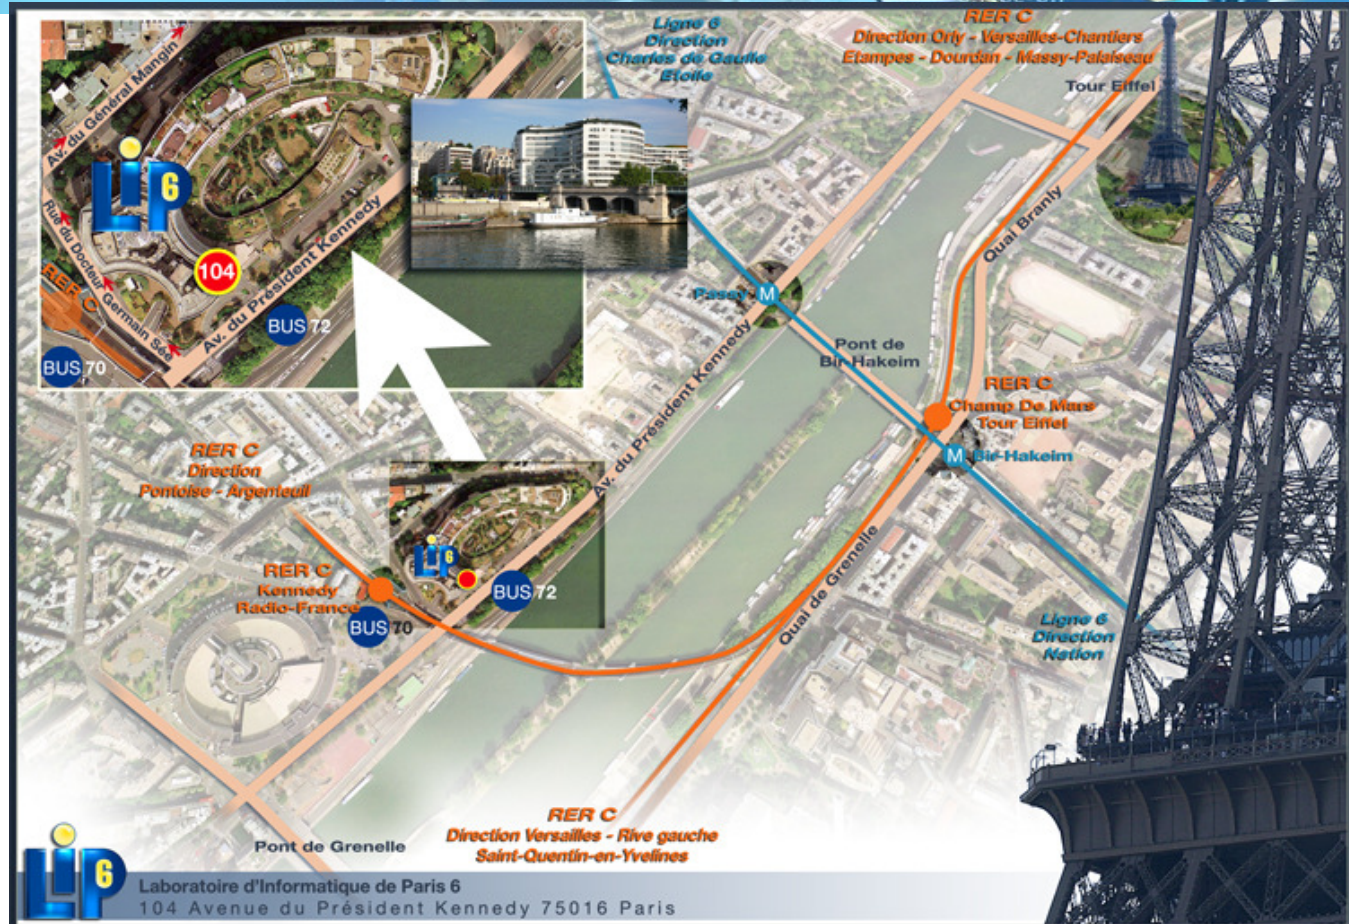 Av. du Général Mangin
LIP6
Rue du Docteur Germain Sée
104
RER C
Av. du Président Kennedy
BUS 72
BUS 70
Ligne 6
Direction
Charles de Gaulle
Etoile
RER C
Direction Orly - Versailles-Chantiers
Etampes - Dourdan - Massy-Palaiseau
Tour Eiffel
Quai Branly
Passy M
Pont de
Bir-Hakeim
Av. du Président Kennedy
RER C
Champ De Mars
Tour Eiffel
M Bir-Hakeim
RER C
Direction
Pontoise - Argenteuil
LIP6
BUS 72
RER C
Kennedy
Radio-France
BUS 70
Quai de Grenelle
Ligne 6
Direction
Nation
RER C
Direction Versailles - Rive gauche
Saint-Quentin-en-Yvelines
Pont de Grenelle
LIP6
Laboratoire d'Informatique de Paris 6
104 Avenue du Président Kennedy 75016 Paris